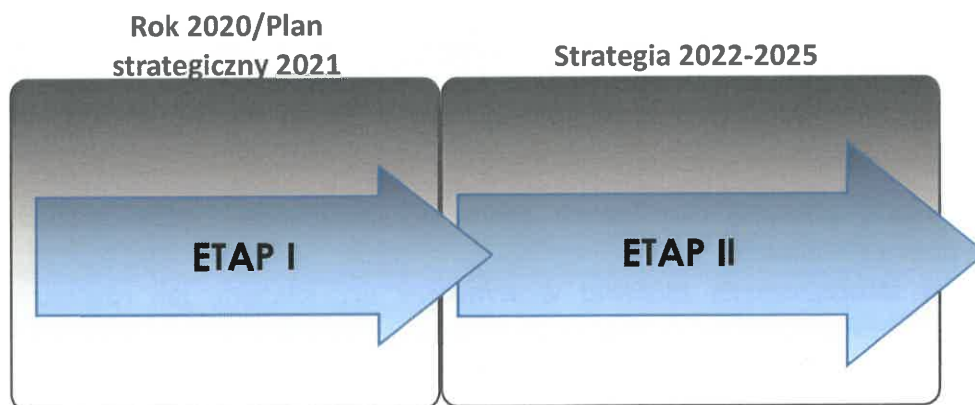 Rok 2020/Plan
strategiczny 2021
Strategia 2022-2025
ETAP I
ETAP II